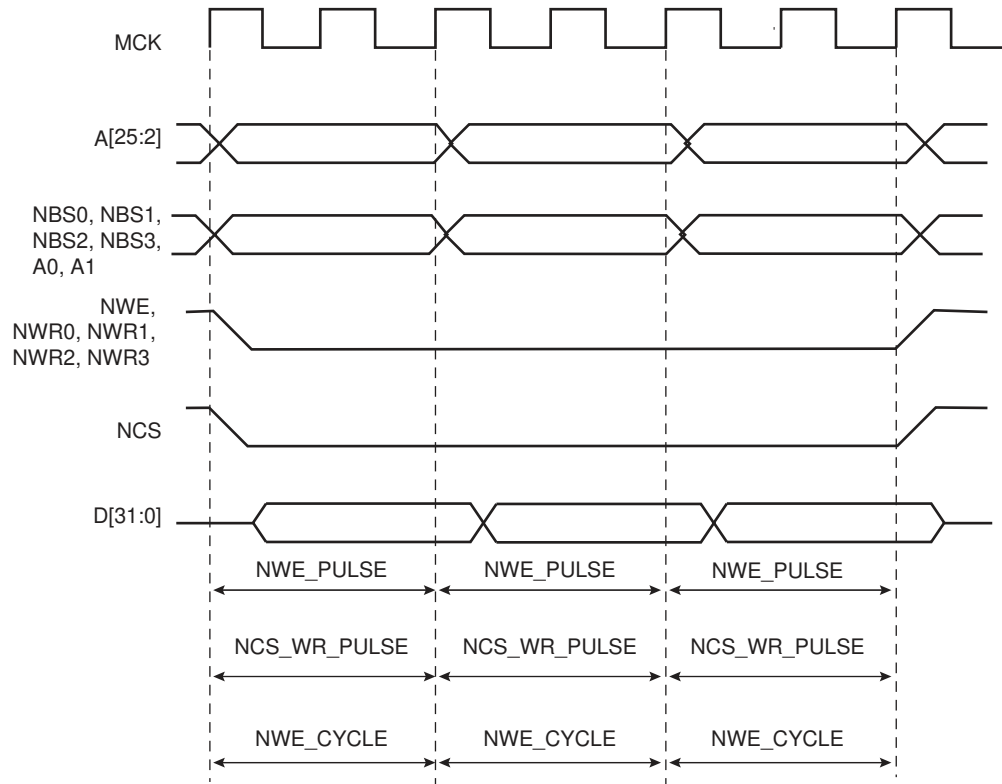 MCK
A[25:2]
NBS0, NBS1,
NBS2, NBS3,
A0, A1
NWE,
NWR0, NWR1,
NWR2, NWR3
NCS
D[31:0]
NWE_PULSE NWE_PULSE NWE_PULSE
NCS_WR_PULSE NCS_WR_PULSE NCS_WR_PULSE
NWE_CYCLE NWE_CYCLE NWE_CYCLE